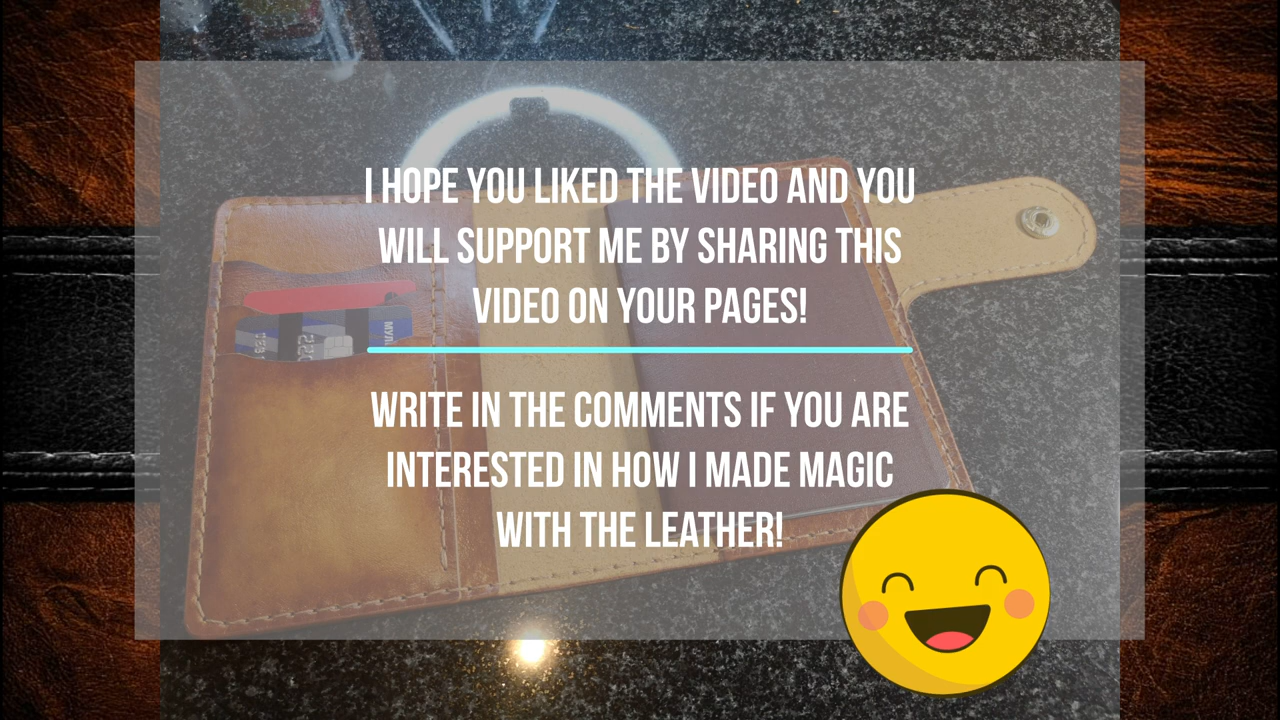 I HOPE YOU LIKED THE VIDEO AND YOU
WILL SUPPORT ME BY SHARING THIS
VIDEO ON YOUR PAGES!
WRITE IN THE COMMENTS IF YOU ARE
INTERESTED IN HOW I MADE MAGIC
WITH THE LEATHER!